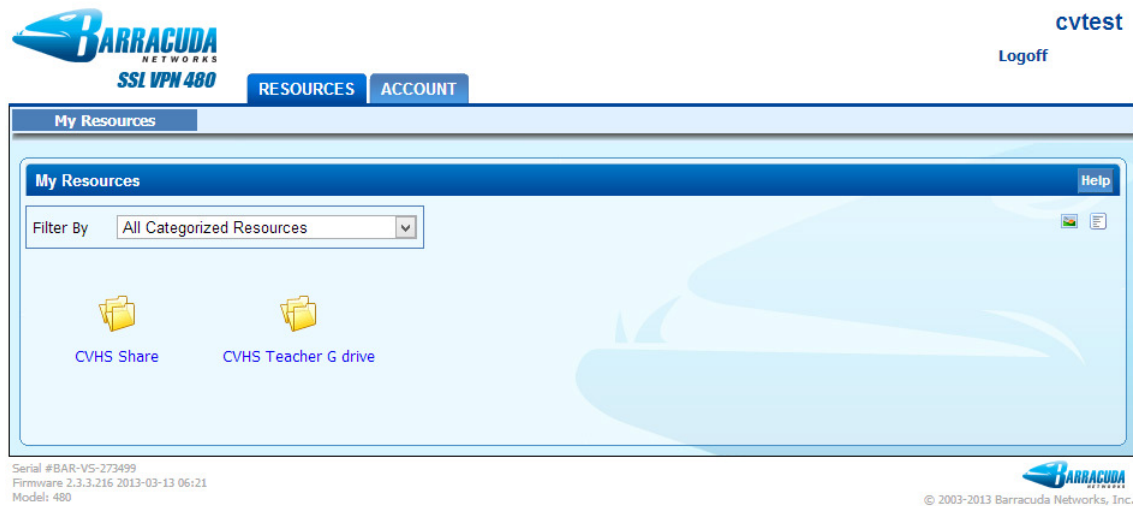 BARRACUDA
NETWORKS
SSL VPN 480
cvtest
Logoff
RESOURCES ACCOUNT
My Resources
My Resources
Help
Filter By All Categorized Resources
CVHS Share CVHS Teacher G drive
Serial #BAR-VS-273499
Firmware 2.3.3.216 2013-03-13 06:21
Model: 480
BARRACUDA
NETWORKS
© 2003-2013 Barracuda Networks, Inc.